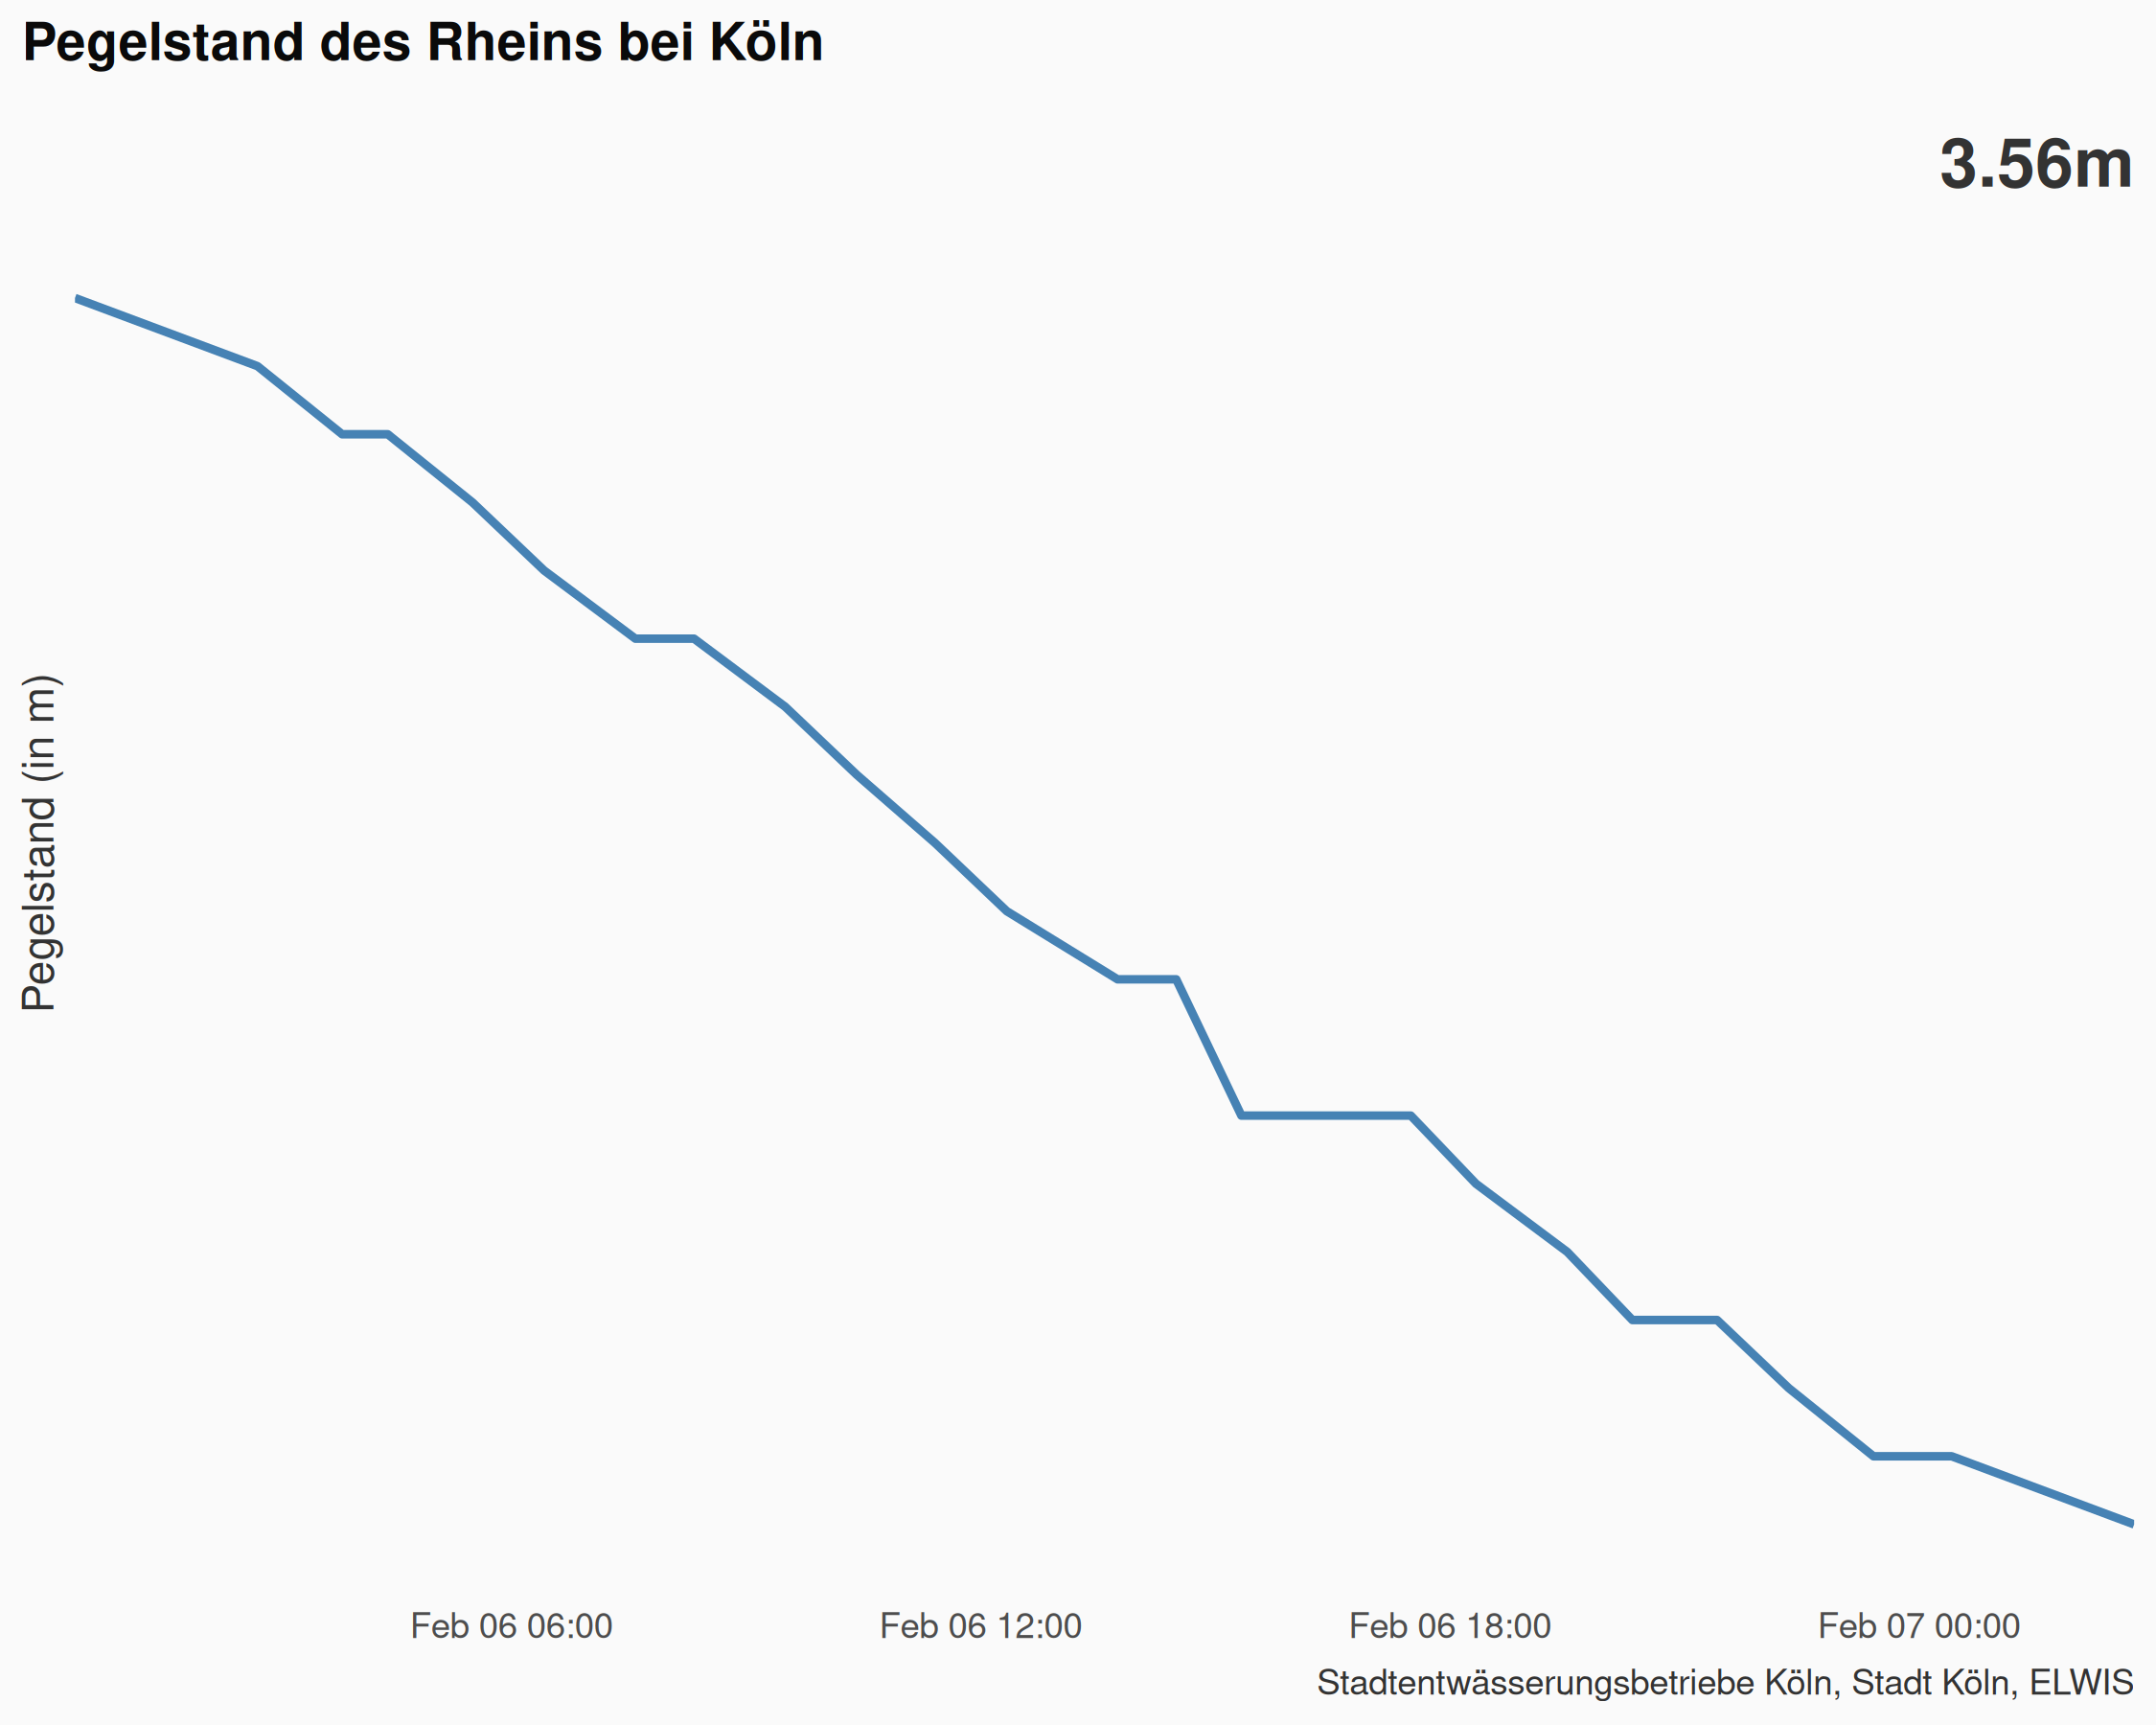 Pegelstand des Rheins bei Köln
3.56m
Pegelstand (in m)
Feb 06 06:00 Feb 06 12:00 Feb 06 18:00 Feb 07 00:00
Stadtentwässerungsbetriebe Köln, Stadt Köln, ELWIS